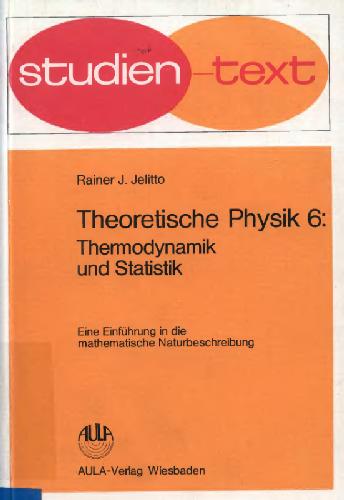 studien-text
Rainer J. Jelitto
Theoretische Physik 6:
Thermodynamik
und Statistik
Eine Einführung in die
mathematische Naturbeschreibung
AULA
AULA-Verlag Wiesbaden